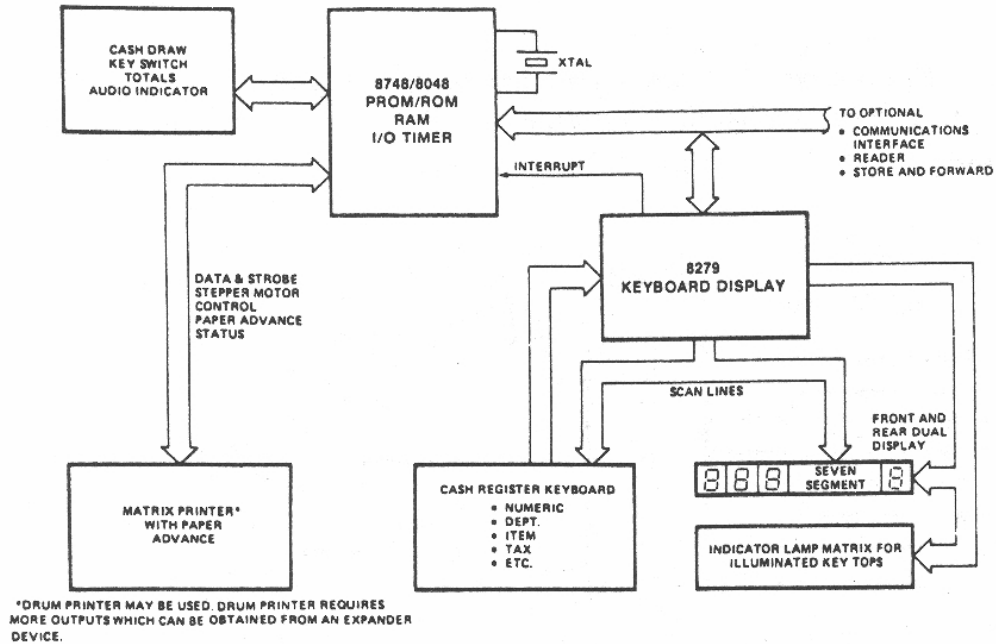 CASH DRAW
KEY SWITCH
TOTALS
AUDIO INDICATOR
8748/8048
PROM/ROM
RAM
I/O TIMER
XTAL
TO OPTIONAL
• COMMUNICATIONS
INTERFACE
• READER
• STORE AND FORWARD
INTERRUPT
8279
KEYBOARD DISPLAY
DATA & STROBE
STEPPER MOTOR
CONTROL
PAPER ADVANCE
STATUS
SCAN LINES
FRONT AND
REAR DUAL
DISPLAY
8 8 8 SEVEN SEGMENT 8
MATRIX PRINTER*
WITH PAPER
ADVANCE
CASH REGISTER KEYBOARD
• NUMERIC
• DEPT.
• ITEM
• TAX
• ETC.
INDICATOR LAMP MATRIX FOR
ILLUMINATED KEY TOPS
*DRUM PRINTER MAY BE USED. DRUM PRINTER REQUIRES
MORE OUTPUTS WHICH CAN BE OBTAINED FROM AN EXPANDER
DEVICE.